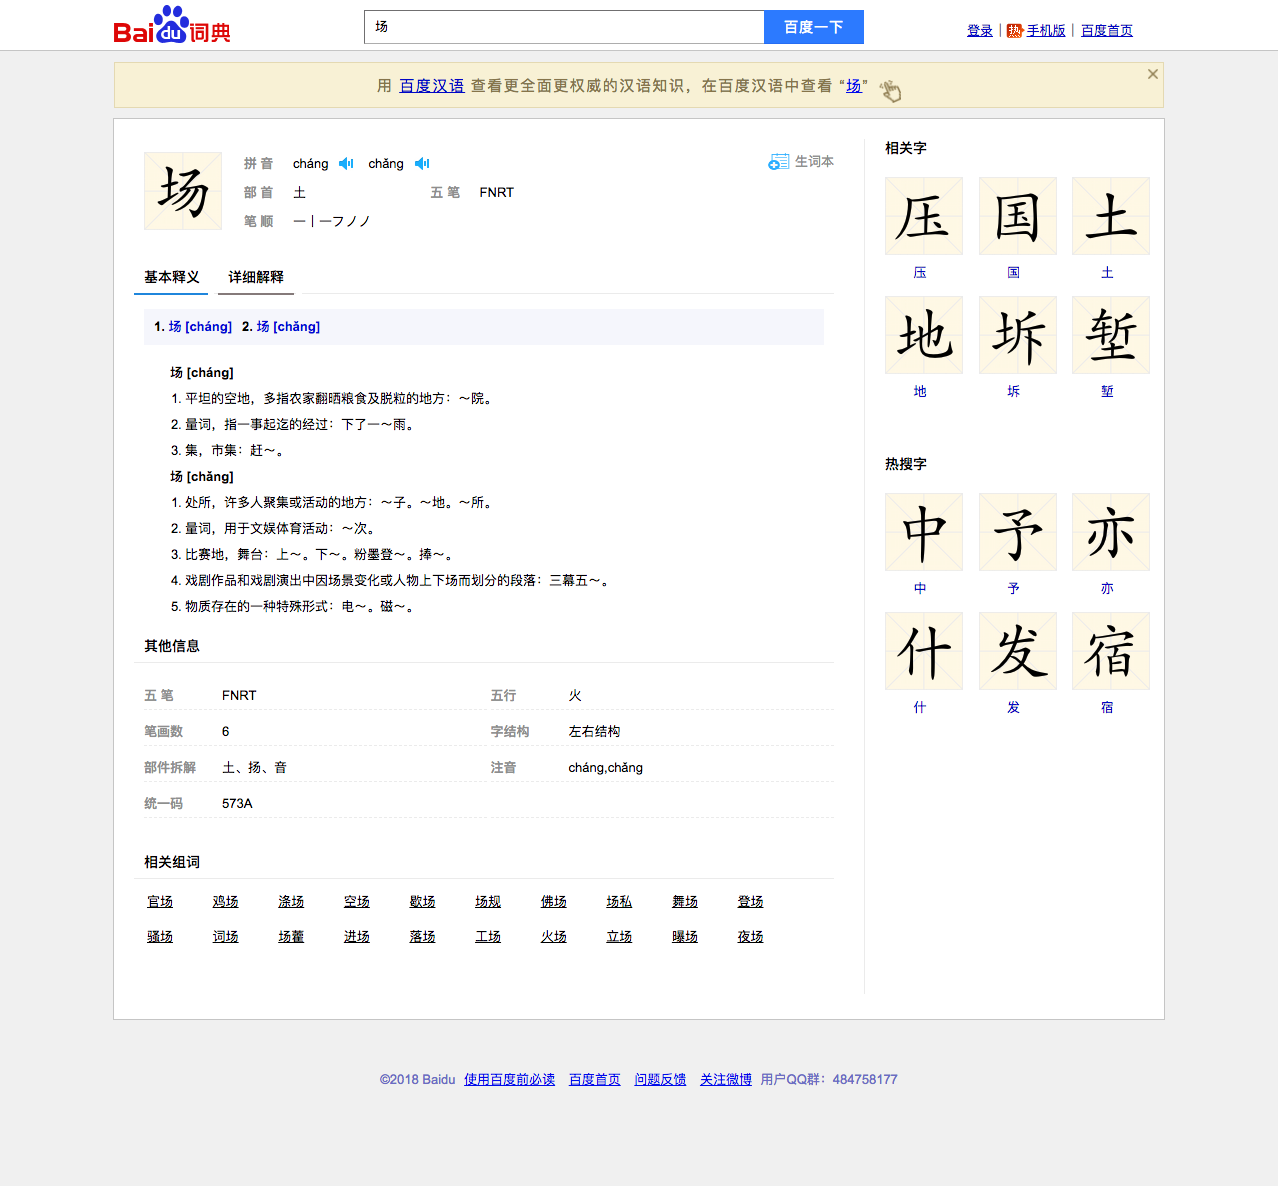 Bai du 词典
场
百度一下
登录 | 热 手机版 | 百度首页
用 百度汉语 查看更全面更权威的汉语知识，在百度汉语中查看 “场”
场
拼 音 cháng chǎng
生词本
部 首 土 五 笔 FNRT
笔 顺 一丨一フノノ
基本释义 详细解释
1. 场 [cháng] 2. 场 [chǎng]
场 [cháng]
1. 平坦的空地，多指农家翻晒粮食及脱粒的地方：～院。
2. 量词，指一事起迄的经过：下了一～雨。
3. 集，市集：赶～。
场 [chǎng]
1. 处所，许多人聚集或活动的地方：～子。～地。～所。
2. 量词，用于文娱体育活动：～次。
3. 比赛地，舞台：上～。下～。粉墨登～。捧～。
4. 戏剧作品和戏剧演出中因场景变化或人物上下场而划分的段落：三幕五～。
5. 物质存在的一种特殊形式：电～。磁～。
其他信息
五 笔 FNRT 五行 火
笔画数 6 字结构 左右结构
部件拆解 土、扬、音 注音 cháng,chǎng
统一码 573A
相关组词
官场 鸡场 涤场 空场 歇场 场规 佛场 场私 舞场 登场
骚场 词场 场藿 进场 落场 工场 火场 立场 曝场 夜场
相关字
压 国 土
压 国 土
地 坼 堑
地 坼 堑
热搜字
中 予 亦
中 予 亦
什 发 宿
什 发 宿
©2018 Baidu 使用百度前必读 百度首页 问题反馈 关注微博 用户QQ群：484758177